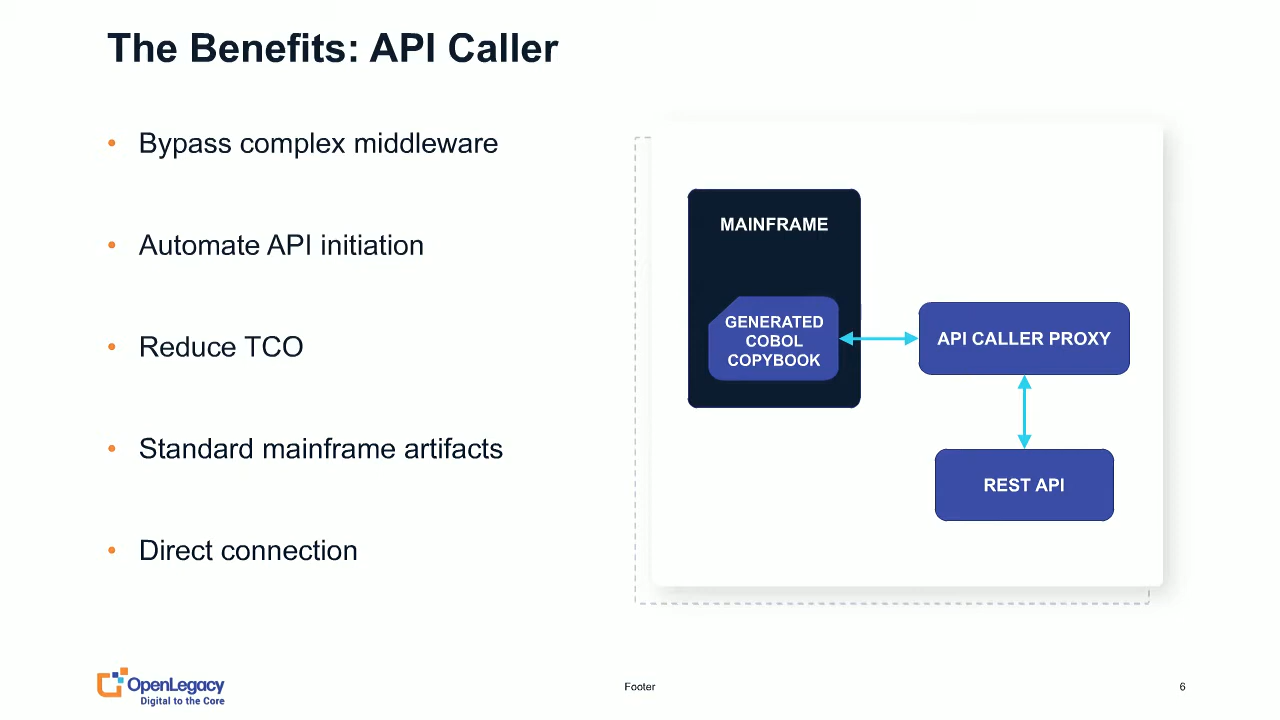 The Benefits: API Caller
• Bypass complex middleware
• Automate API initiation
• Reduce TCO
• Standard mainframe artifacts
• Direct connection
MAINFRAME
GENERATED
COBOL
COPYBOOK
API CALLER PROXY
REST API
OpenLegacy
Digital to the Core
Footer
6